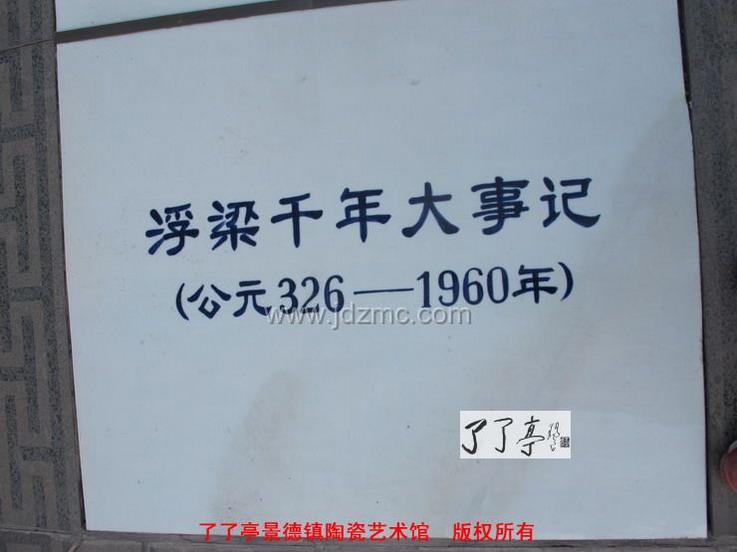 浮梁千年大事记
(公元326—1960年)
www.jdzmc.com
了了亭
了了亭景德镇陶瓷艺术馆 版权所有